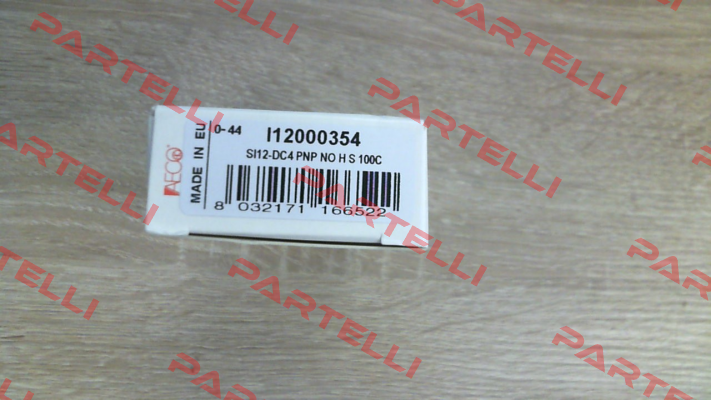 AECO
MADE IN EU
0-44
I12000354
SI12-DC4 PNP NO H S 100C
8 032171 166522
PARTELLI
PARTELLI
PARTELLI
PARTELLI
PARTELLI
PARTELLI
PARTELLI
PARTELLI
PARTELLI